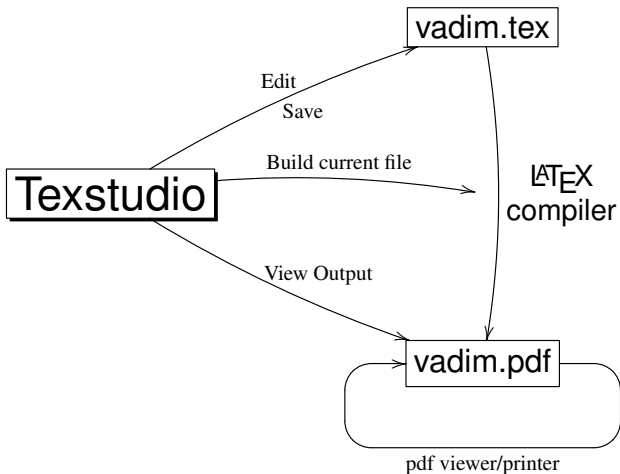 vadim.tex
Edit
Save
Build current file
Texstudio
LATEX
compiler
View Output
vadim.pdf
pdf viewer/printer